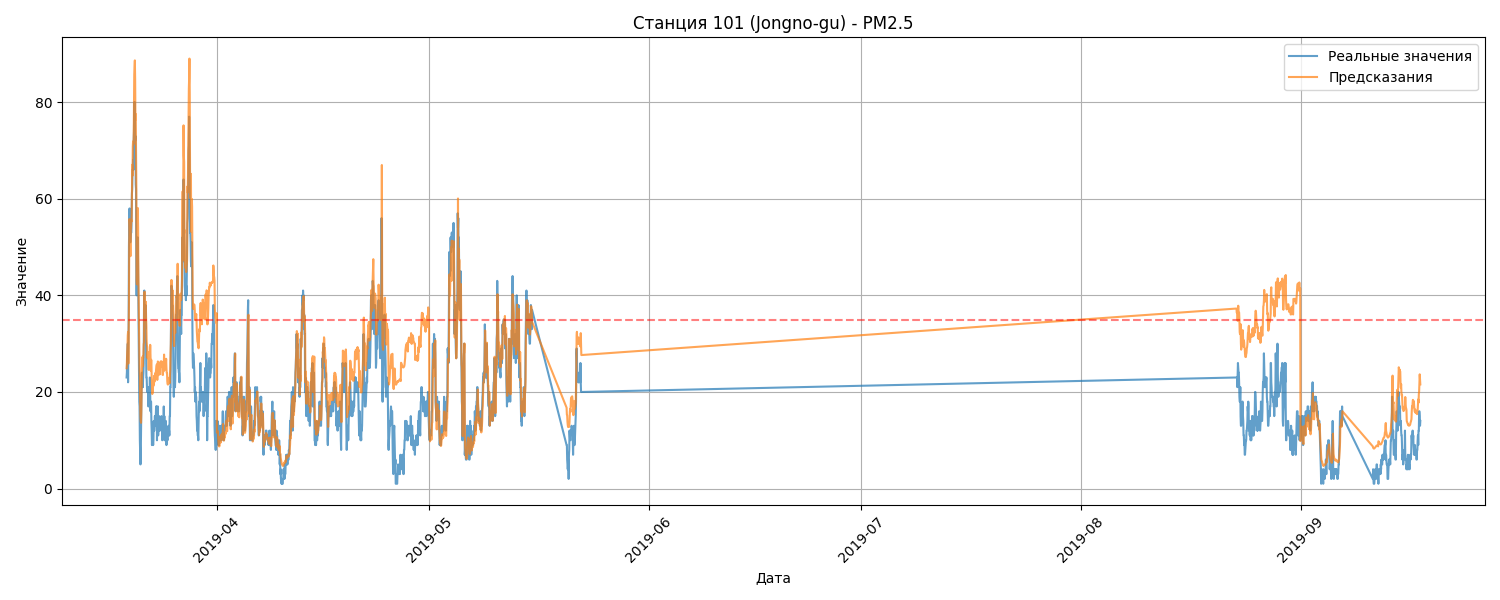 Станция 101 (Jongno-gu) - PM2.5
Реальные значения
Предсказания
Значение
80
60
40
20
0
2019-04
2019-05
2019-06
2019-07
2019-08
2019-09
Дата